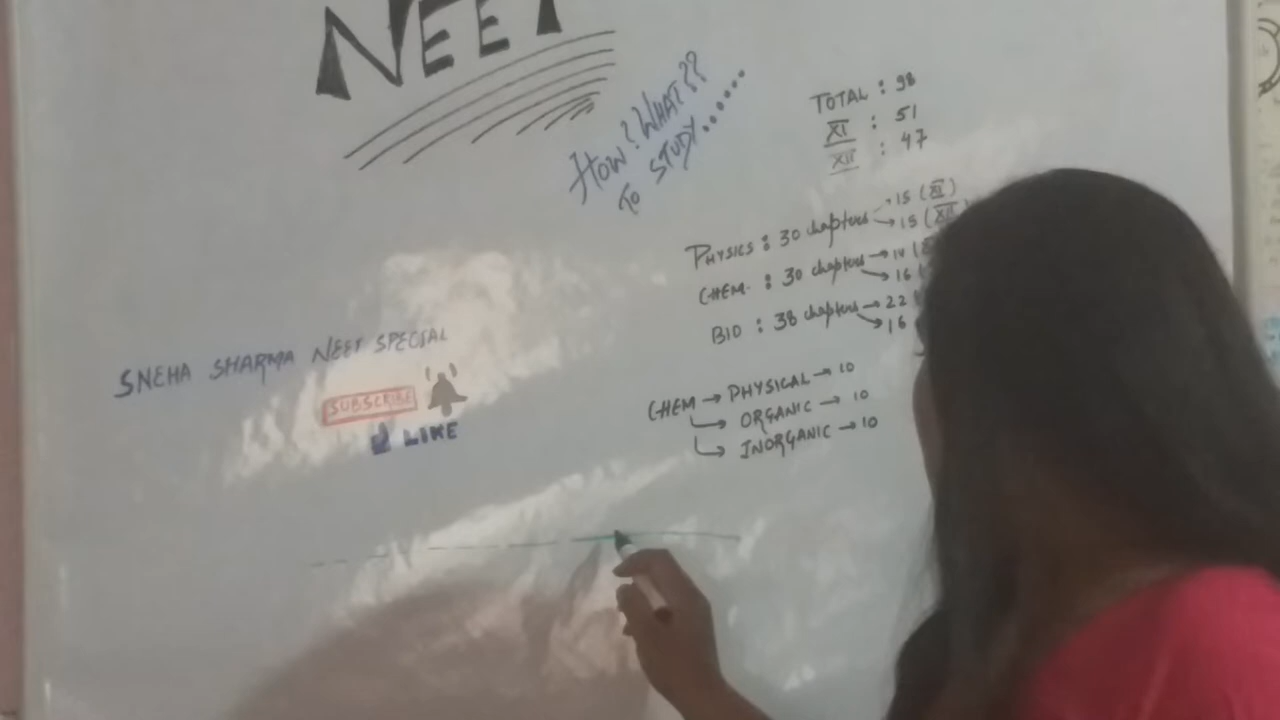 NEET
HOW? WHAT??
TO STUDY......
TOTAL : 98
XI : 51
XII : 47
PHYSICS : 30 chapters → 15 (XI)
→ 15 (XII
CHEM. : 30 chapters → 14 (
→ 16
BIO : 38 chapters → 22
→ 16
SNEHA SHARMA NEET SPECIAL
SUBSCRIBE
LIKE
CHEM → PHYSICAL → 10
→ ORGANIC → 10
→ INORGANIC → 10